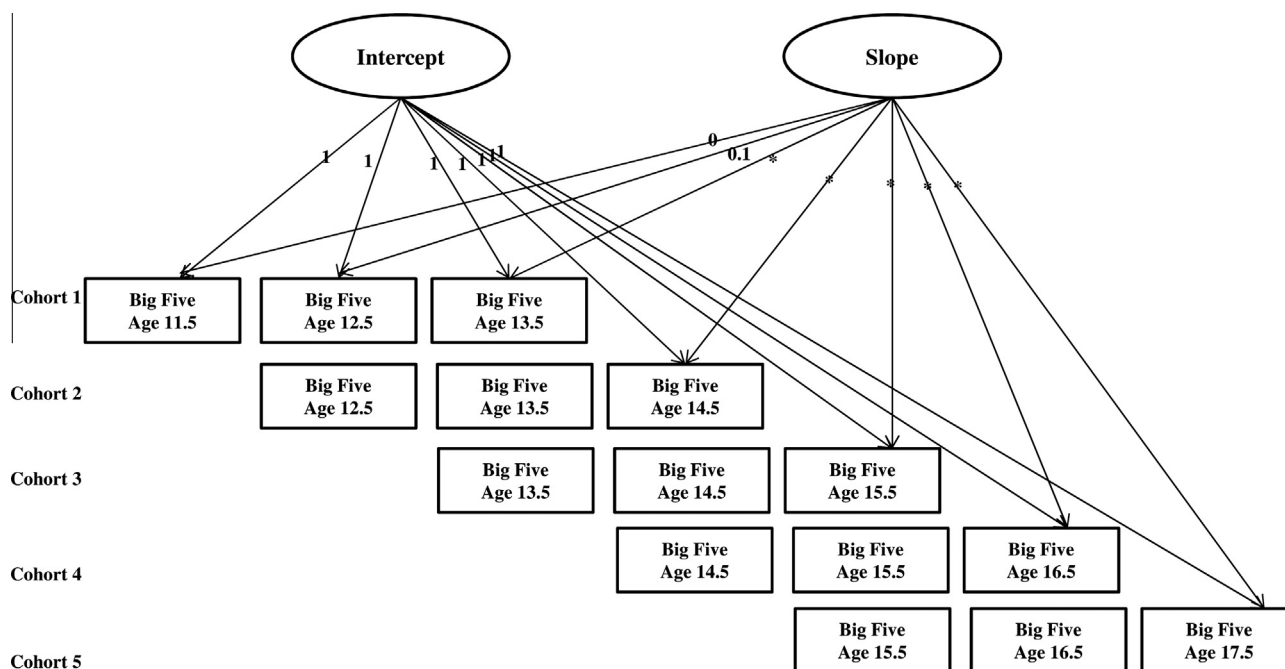 Intercept
Slope
0
1
1
1
1
1
1
1
0.1
*
*
*
*
*
Cohort 1
Big Five
Age 11.5
Big Five
Age 12.5
Big Five
Age 13.5
Cohort 2
Big Five
Age 12.5
Big Five
Age 13.5
Big Five
Age 14.5
Cohort 3
Big Five
Age 13.5
Big Five
Age 14.5
Big Five
Age 15.5
Cohort 4
Big Five
Age 14.5
Big Five
Age 15.5
Big Five
Age 16.5
Cohort 5
Big Five
Age 15.5
Big Five
Age 16.5
Big Five
Age 17.5